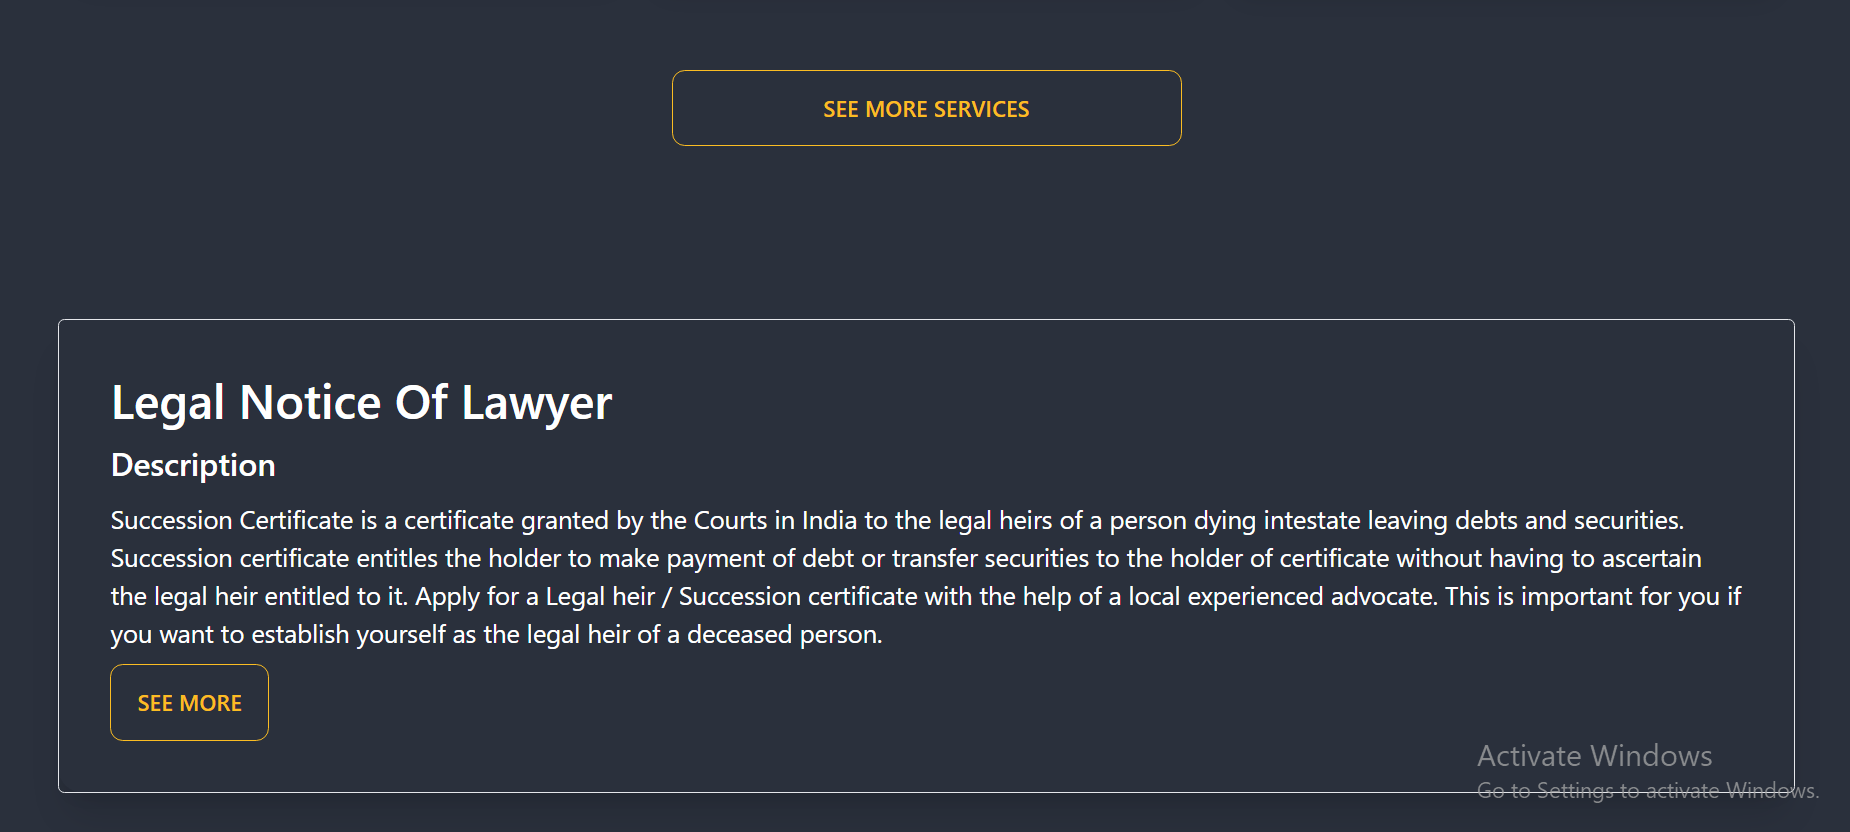 SEE MORE SERVICES
Legal Notice Of Lawyer
Description
Succession Certificate is a certificate granted by the Courts in India to the legal heirs of a person dying intestate leaving debts and securities.
Succession certificate entitles the holder to make payment of debt or transfer securities to the holder of certificate without having to ascertain
the legal heir entitled to it. Apply for a Legal heir / Succession certificate with the help of a local experienced advocate. This is important for you if
you want to establish yourself as the legal heir of a deceased person.
SEE MORE
Activate Windows
Go to Settings to activate Windows.